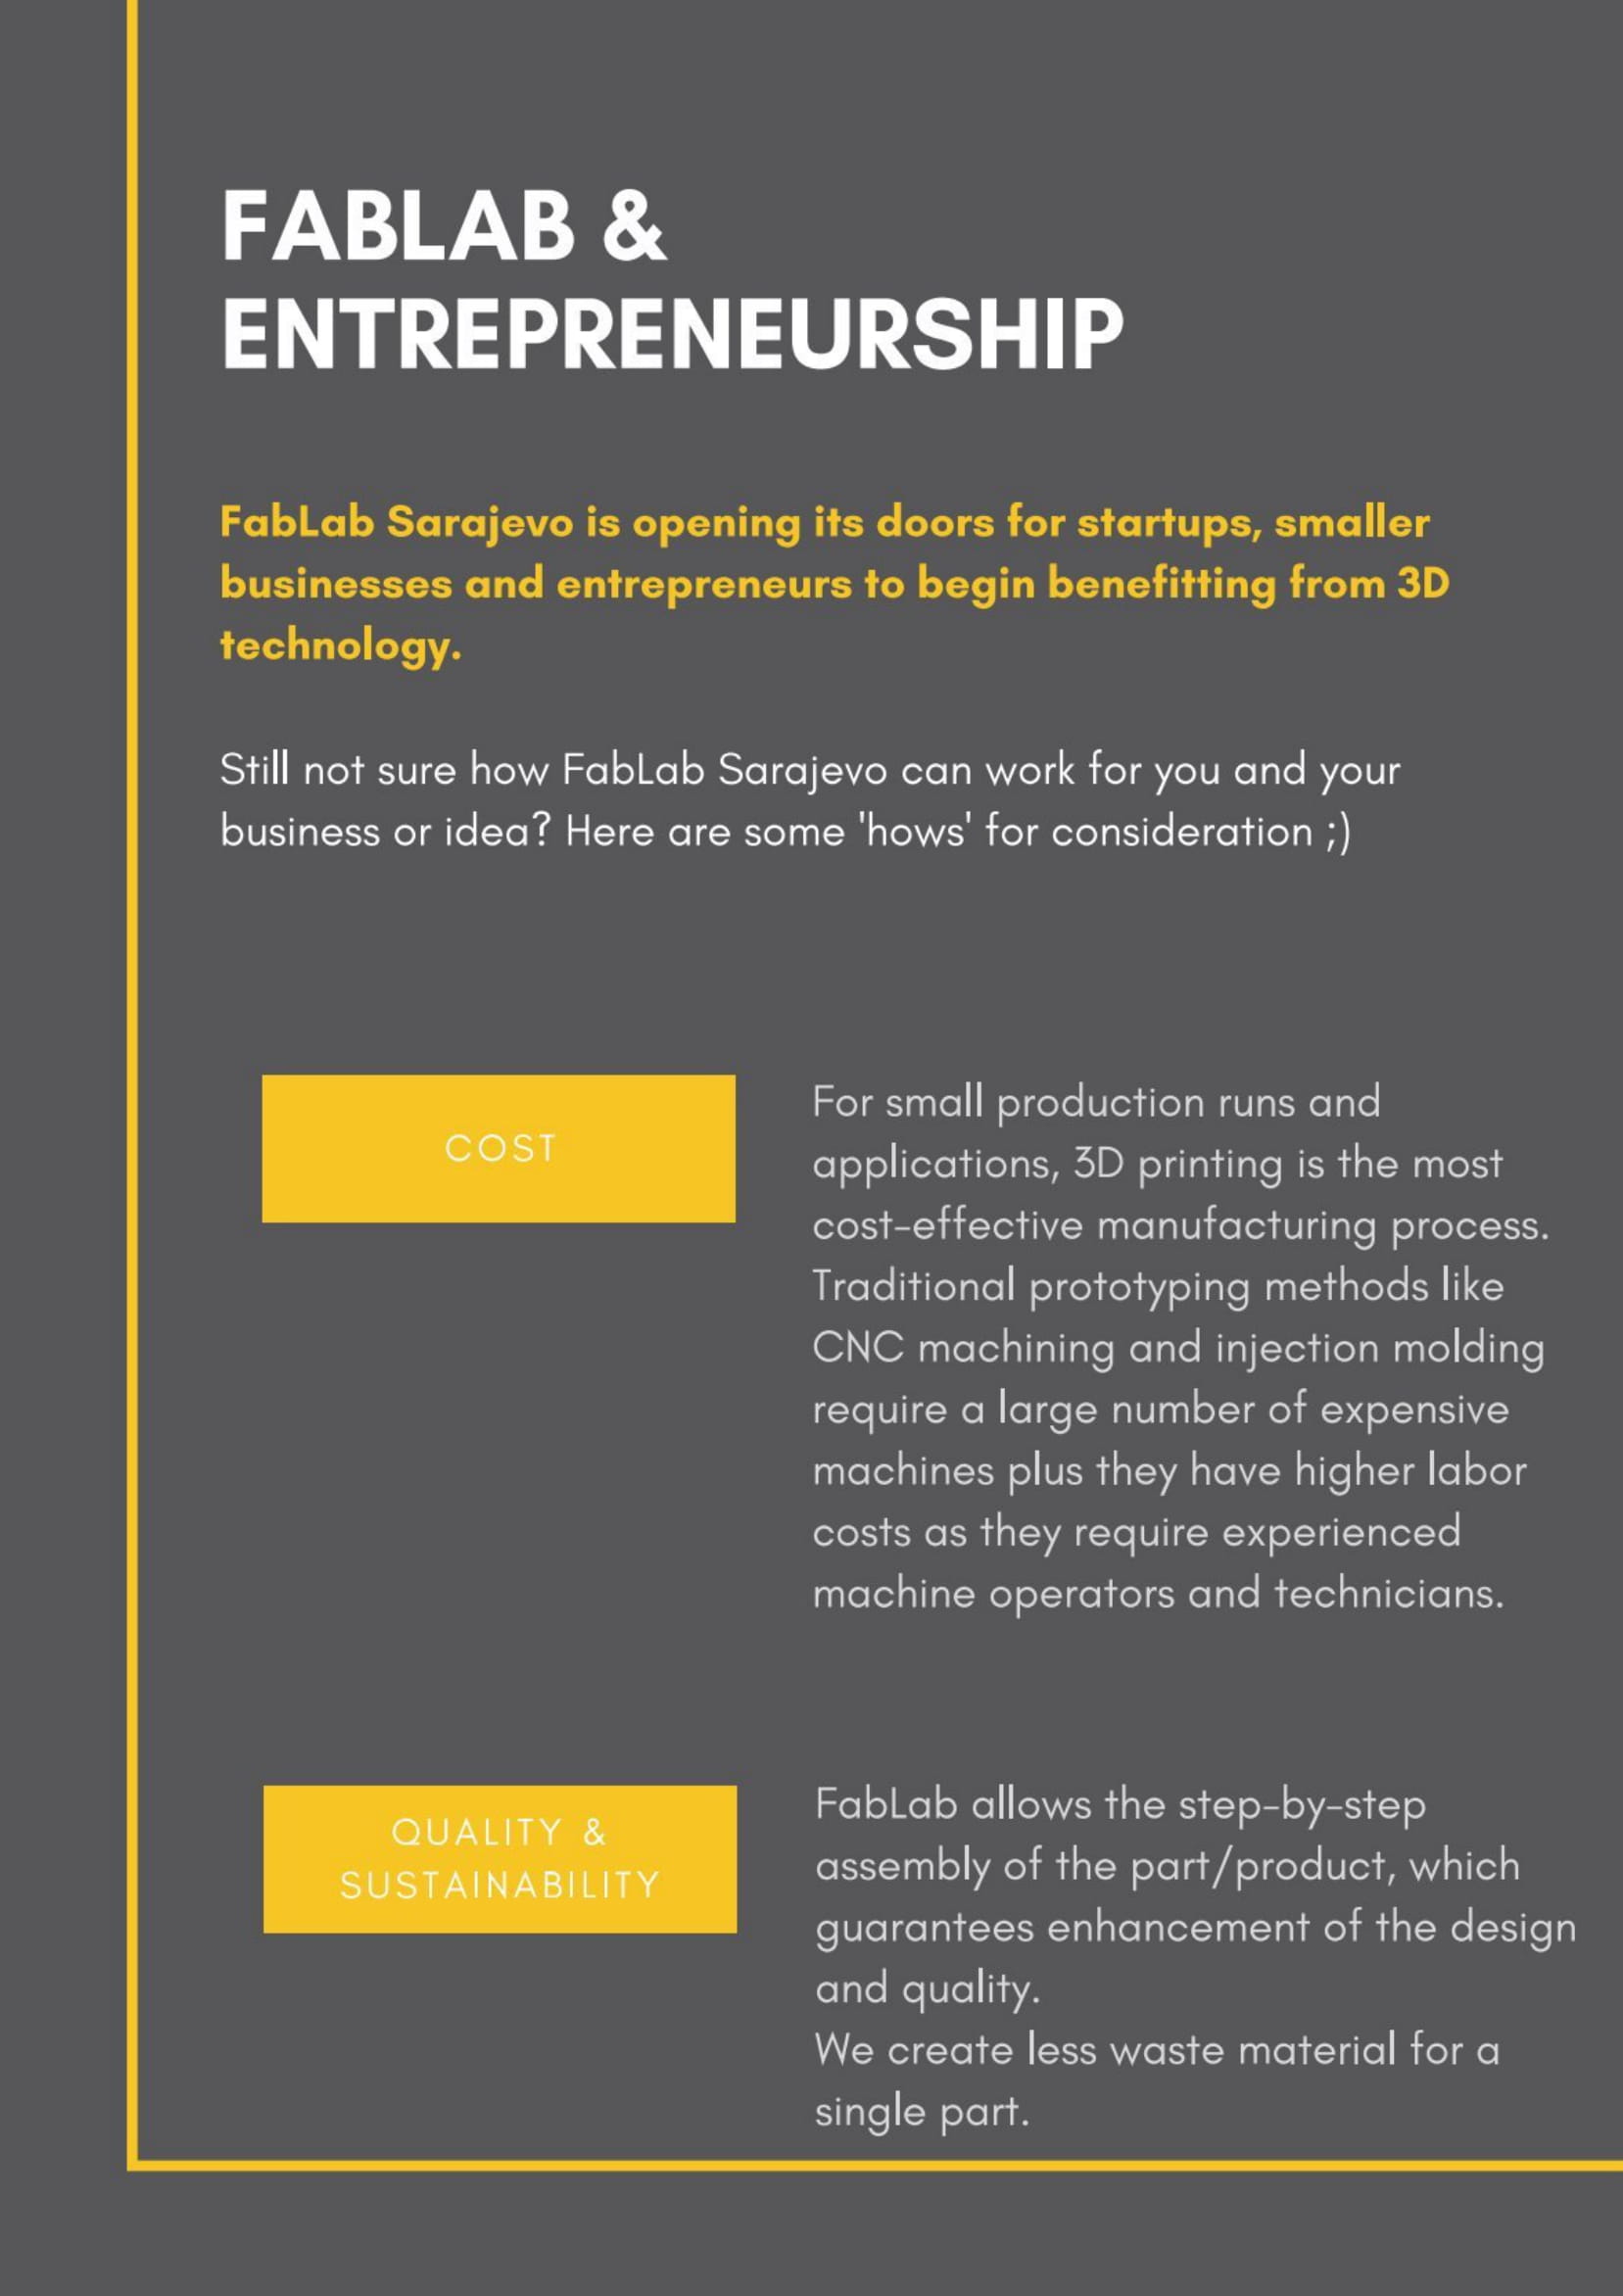 FABLAB &
ENTREPRENEURSHIP
FabLab Sarajevo is opening its doors for startups, smaller
businesses and entrepreneurs to begin benefitting from 3D
technology.
Still not sure how FabLab Sarajevo can work for you and your
business or idea? Here are some 'hows' for consideration ;)
COST
For small production runs and
applications, 3D printing is the most
cost-effective manufacturing process.
Traditional prototyping methods like
CNC machining and injection molding
require a large number of expensive
machines plus they have higher labor
costs as they require experienced
machine operators and technicians.
QUALITY &
SUSTAINABILITY
FabLab allows the step-by-step
assembly of the part/product, which
guarantees enhancement of the design
and quality.
We create less waste material for a
single part.